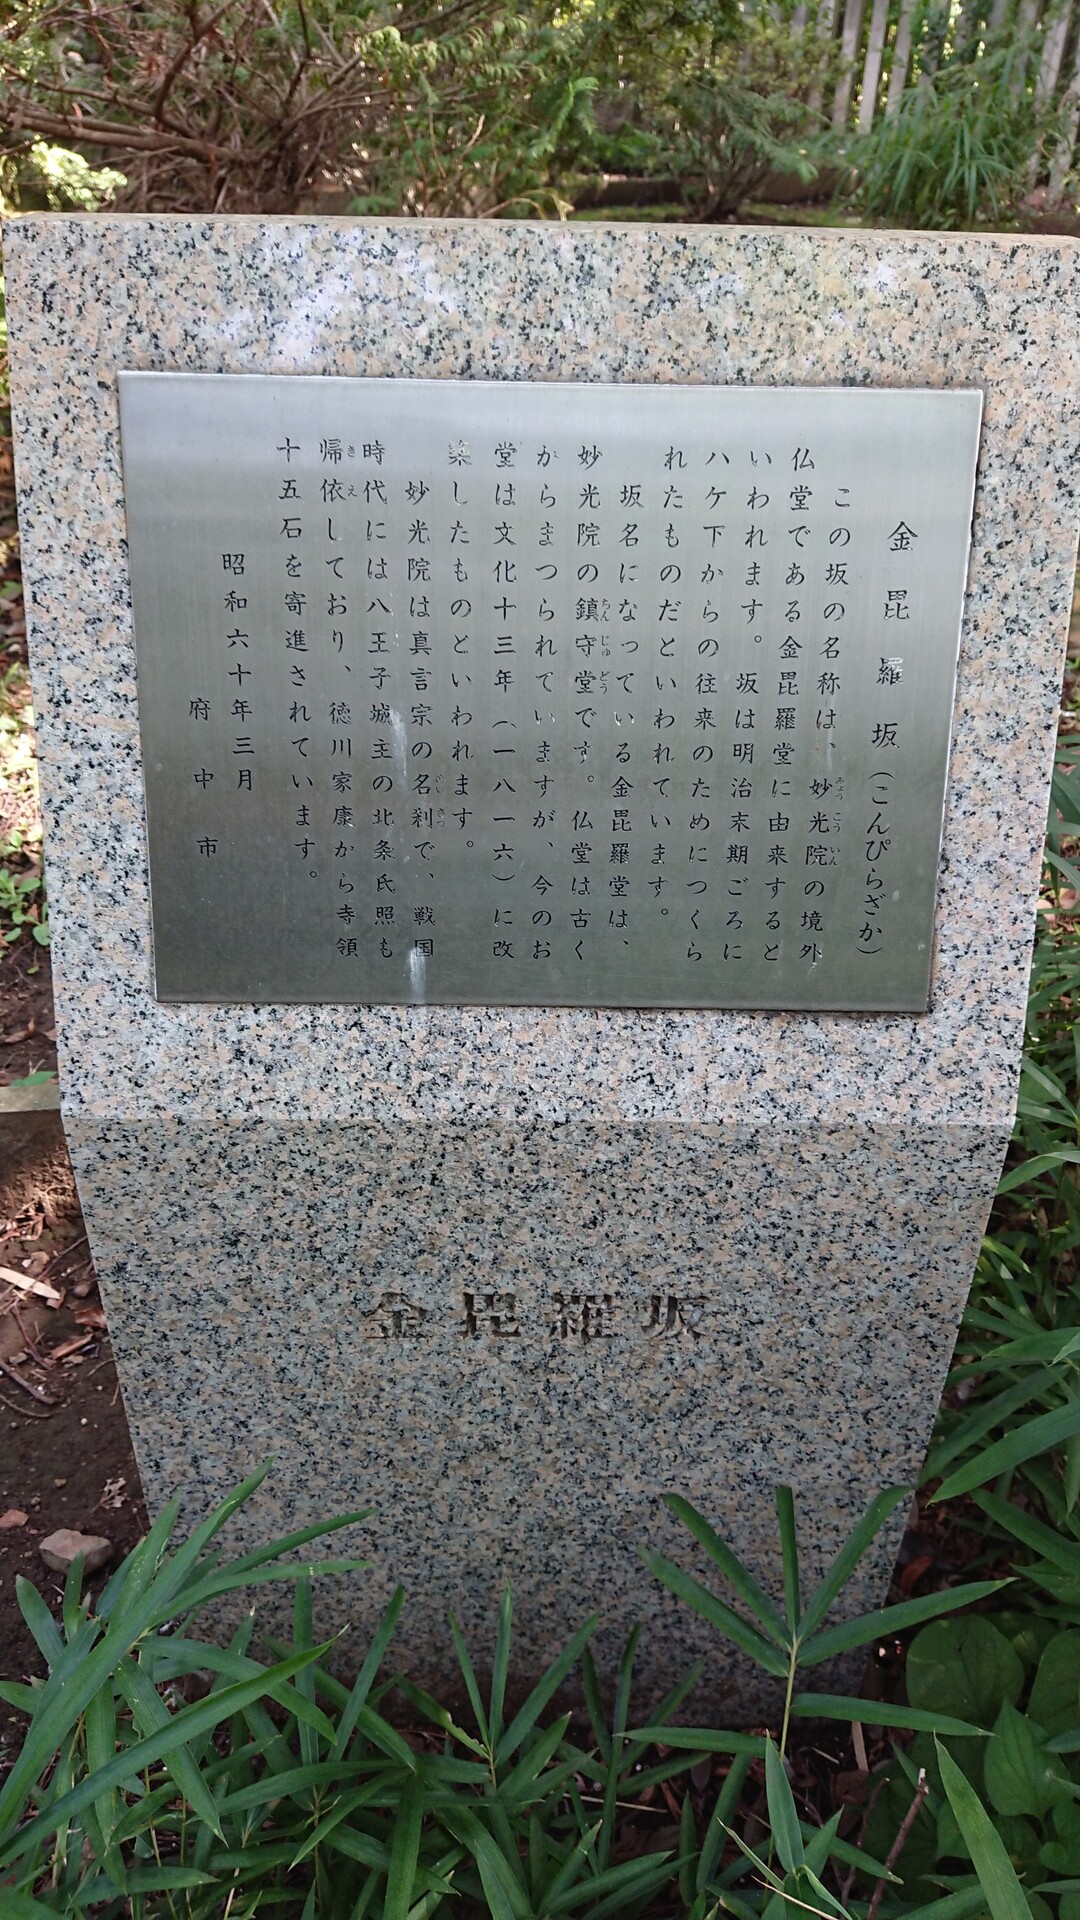 金毘羅坂(こんぴらざか)
この坂の名称は、妙光院の境外
仏堂である金毘羅堂に由来すると
いわれます。坂は明治末期ごろに
ハケ下からの往来のためにつくら
れたものだといわれています。
坂名になっている金毘羅堂は、
妙光院の鎮守堂です。仏堂は古く
からまつられていますが、今のお
堂は文化十三年(一八一六)に改
築したものといわれます。
妙光院は真言宗の名刹で、戦国
時代には八王子城主の北条氏照も
帰依しており、徳川家康から寺領
十五石を寄進されています。
昭和六十年三月
府中市
金毘羅坂